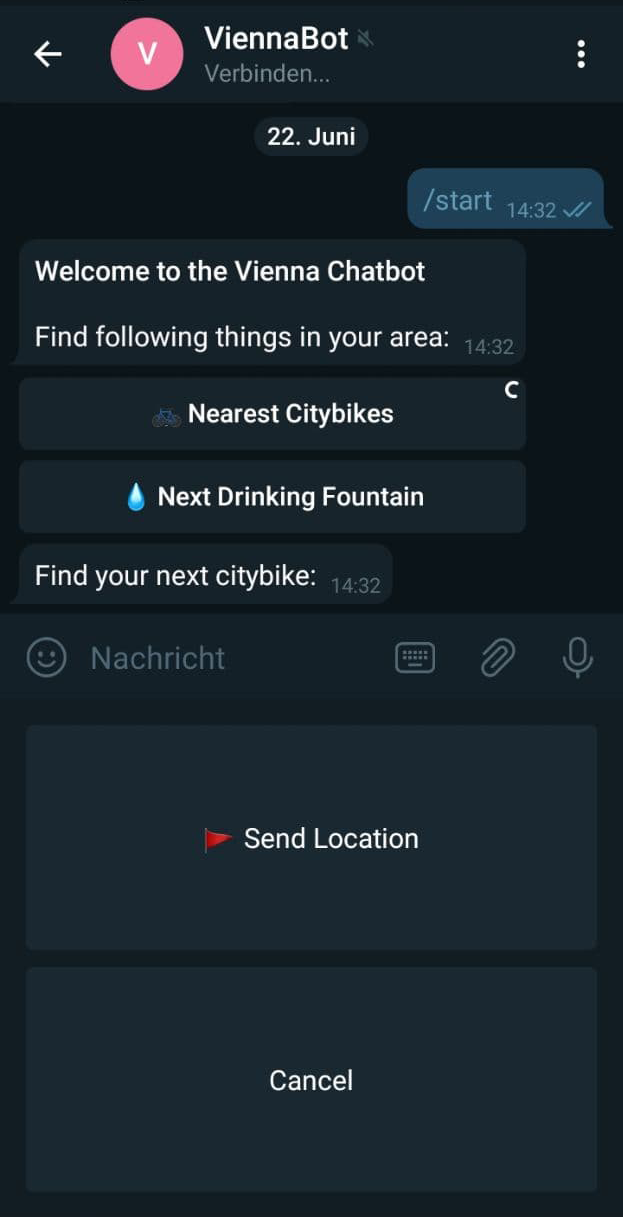 V
ViennaBot
Verbinden...
22. Juni
/start 14:32
Welcome to the Vienna Chatbot
Find following things in your area: 14:32
Nearest Citybikes
Next Drinking Fountain
Find your next citybike: 14:32
Nachricht
Send Location
Cancel